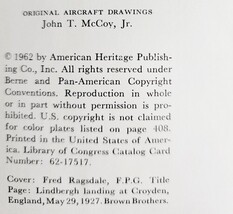 ORIGINAL AIRCRAFT DRAWINGS
John T. McCoy, Jr.
© 1962 by American Heritage Publish-
ing Co., Inc. All rights reserved under
Berne and Pan-American Copyright
Conventions. Reproduction in whole
or in part without permission is pro-
hibited. U.S. copyright is not claimed
for color plates listed on page 408.
Printed in the United States of Amer-
ica. Library of Congress Catalog Card
Number: 62-17517.
Cover: Fred Ragsdale, F.P.G. Title
Page: Lindbergh landing at Croyden,
England, May 29, 1927. Brown Brothers.